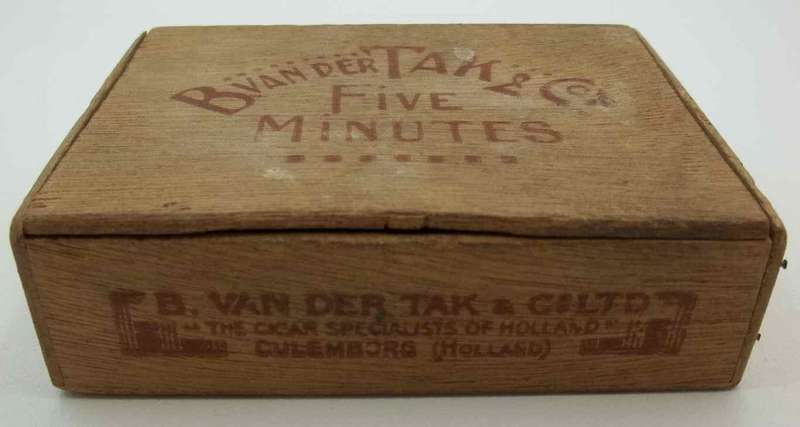 B. VAN DER TAK & Co's
FIVE
MINUTES
B. VAN DER TAK & Co LTD
"THE CIGAR SPECIALISTS OF HOLLAND"
CULEMBORG (HOLLAND)